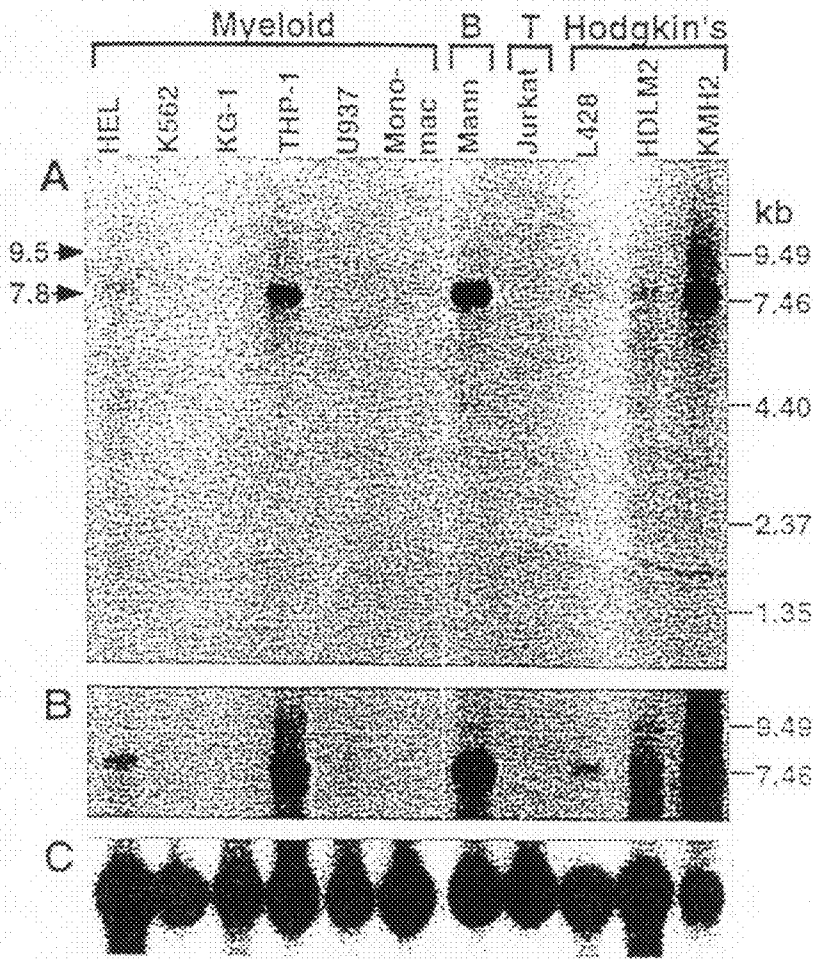 Myeloid B T Hodgkin's
HEL K562 KG-1 THP-1 U937 Mono-mac Mann Jurkat L428 HDLM2 KMH2
A
kb
9.5 9.49
7.8 7.46
4.40
2.37
1.35
B
9.49
7.46
C